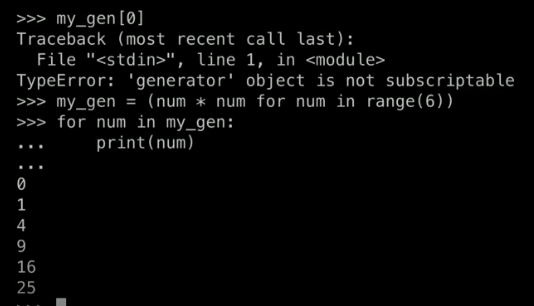 >>> my_gen[0]
Traceback (most recent call last):
  File "<stdin>", line 1, in <module>
TypeError: 'generator' object is not subscriptable
>>> my_gen = (num * num for num in range(6))
>>> for num in my_gen:
...     print(num)
...
0
1
4
9
16
25